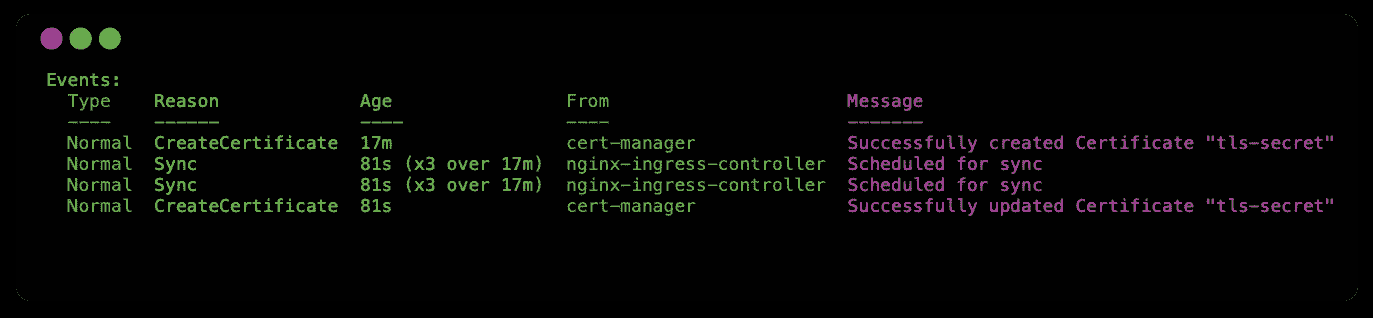 Events:
Type Reason Age From Message
---- ------ ---- ---- -------
Normal CreateCertificate 17m cert-manager Successfully created Certificate "tls-secret"
Normal Sync 81s (x3 over 17m) nginx-ingress-controller Scheduled for sync
Normal Sync 81s (x3 over 17m) nginx-ingress-controller Scheduled for sync
Normal CreateCertificate 81s cert-manager Successfully updated Certificate "tls-secret"